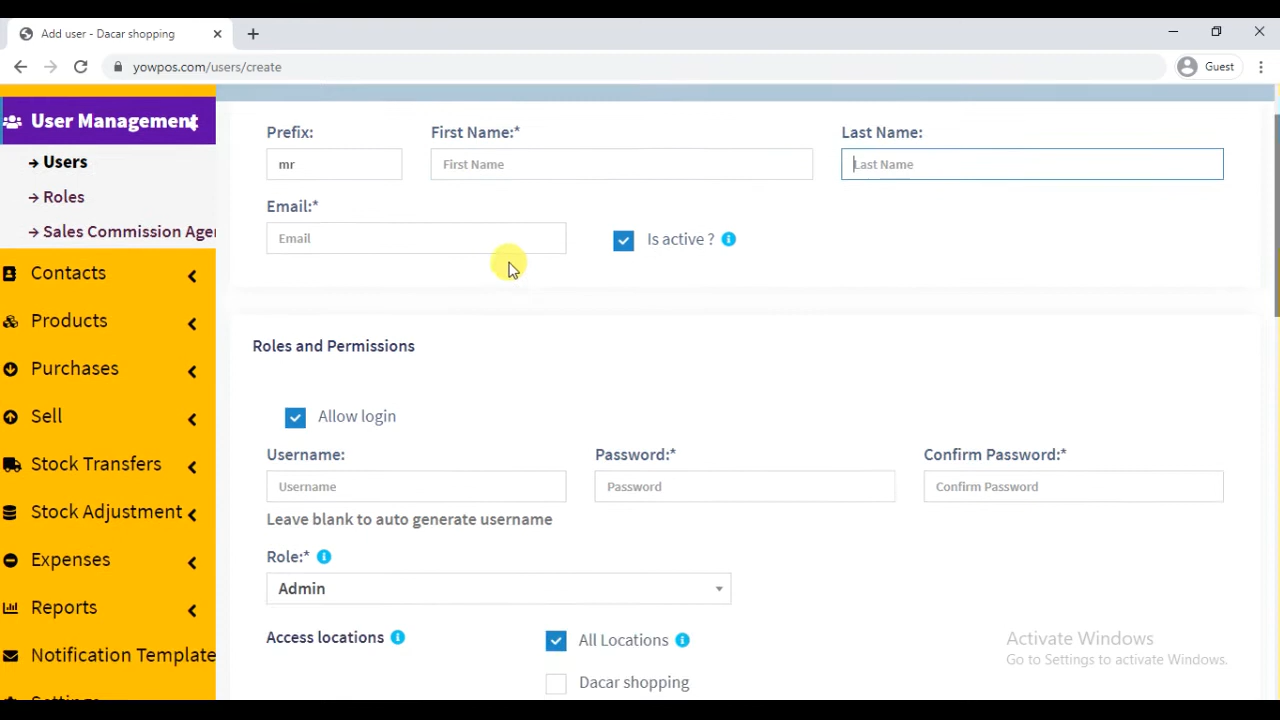 Add user - Dacar shopping
yowpos.com/users/create
Guest
User Management
Users
Roles
Sales Commission Agen
Contacts
Products
Purchases
Sell
Stock Transfers
Stock Adjustment
Expenses
Reports
Notification Template
Settings
Prefix: First Name:* Last Name:
mr First Name Last Name
Email:*
Email Is active ?
Roles and Permissions
Allow login
Username: Password:* Confirm Password:*
Username Password Confirm Password
Leave blank to auto generate username
Role:*
Admin
Access locations All Locations
Dacar shopping
Activate Windows
Go to Settings to activate Windows.